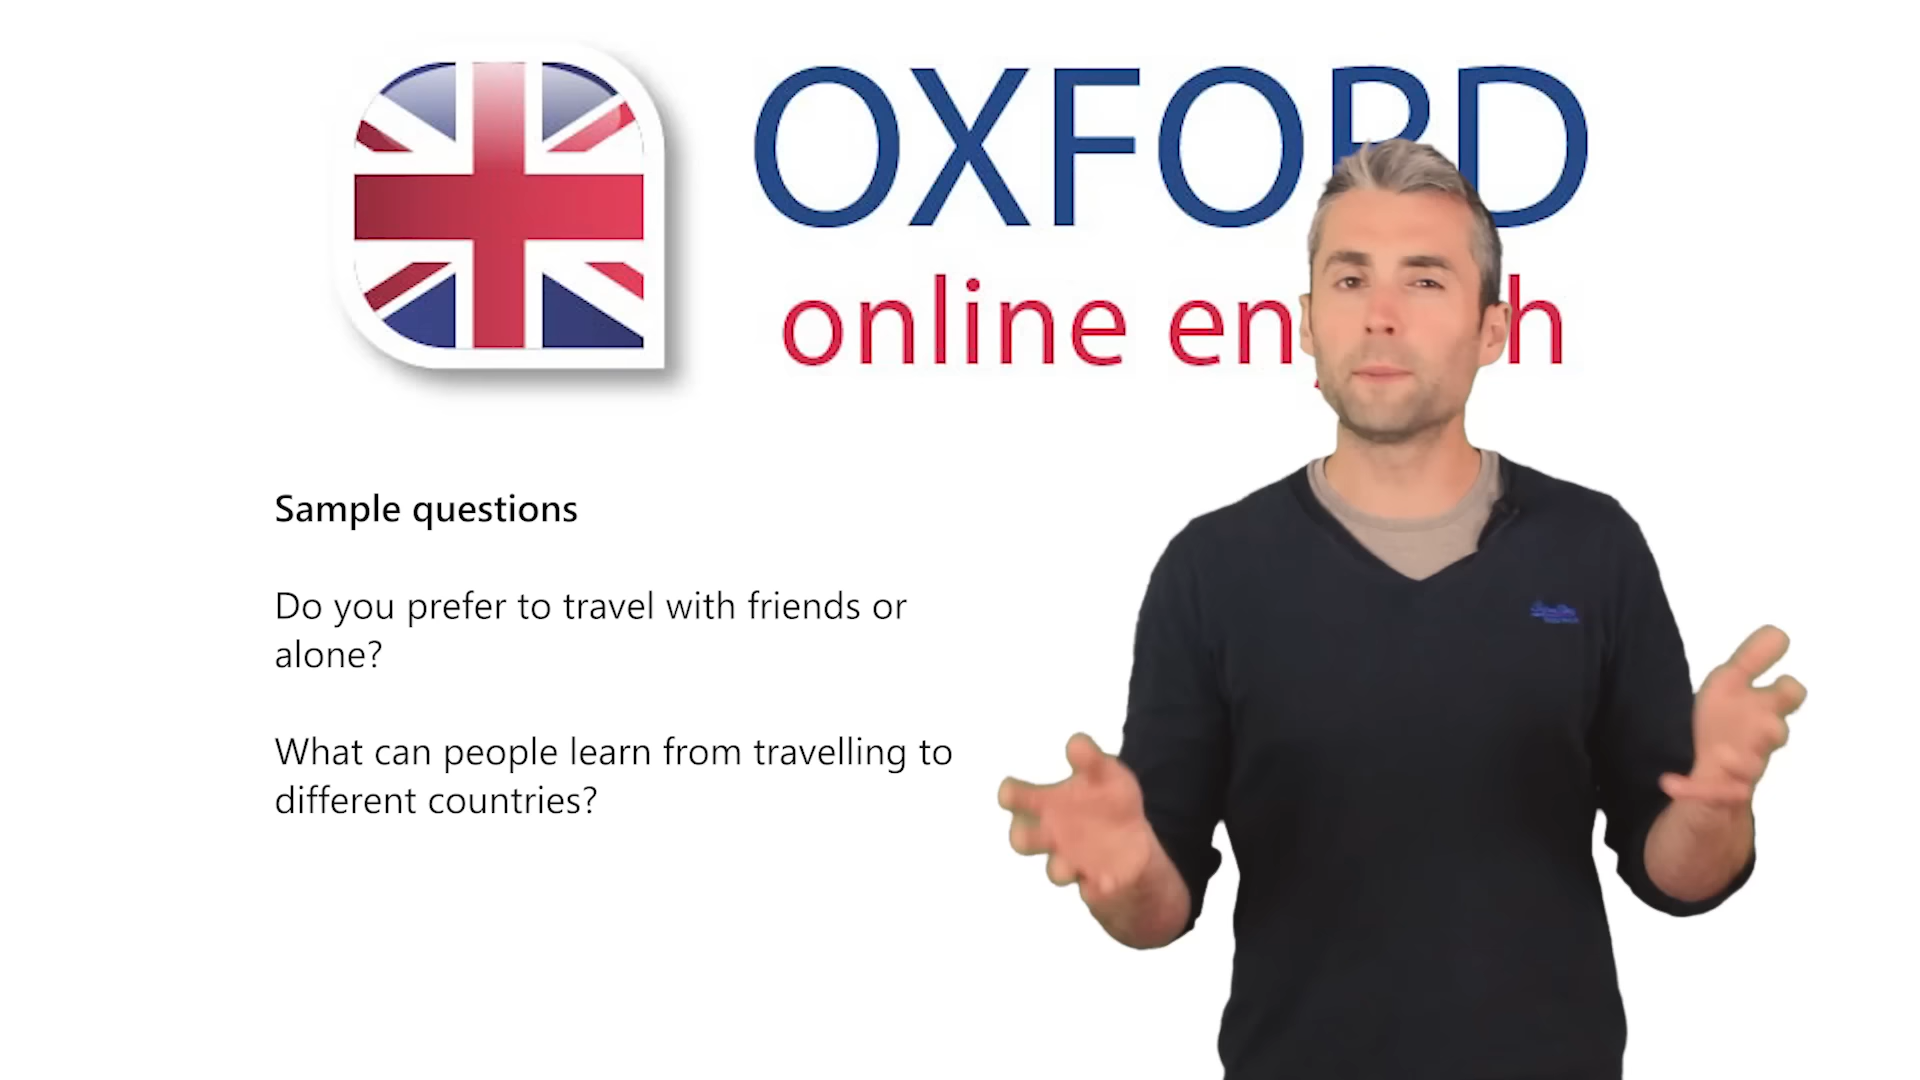 OXFORD
online english
Sample questions
Do you prefer to travel with friends or
alone?
What can people learn from travelling to
different countries?